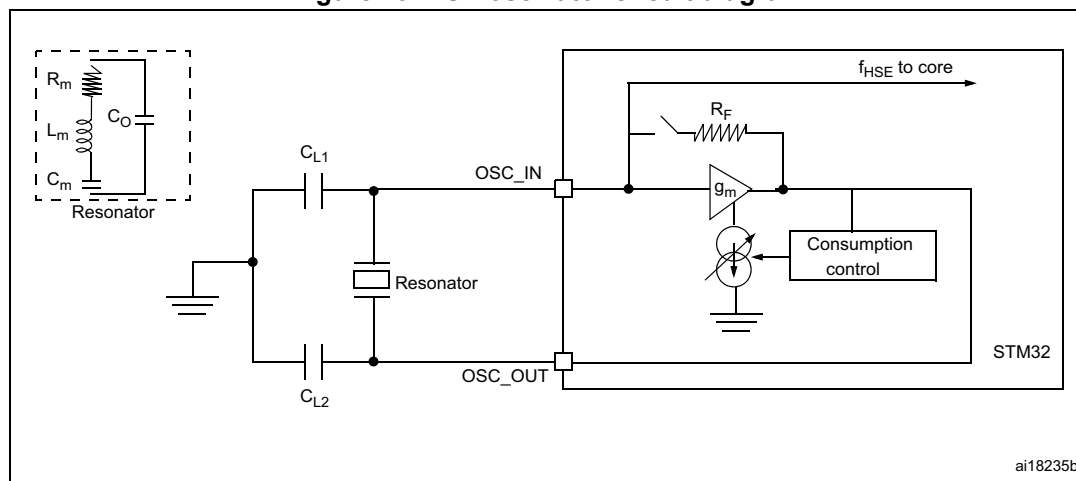 R_m
L_m
C_O
C_m
Resonator
C_L1
C_L2
Resonator
OSC_IN
OSC_OUT
f_HSE to core
R_F
g_m
Consumption
control
STM32
ai18235b